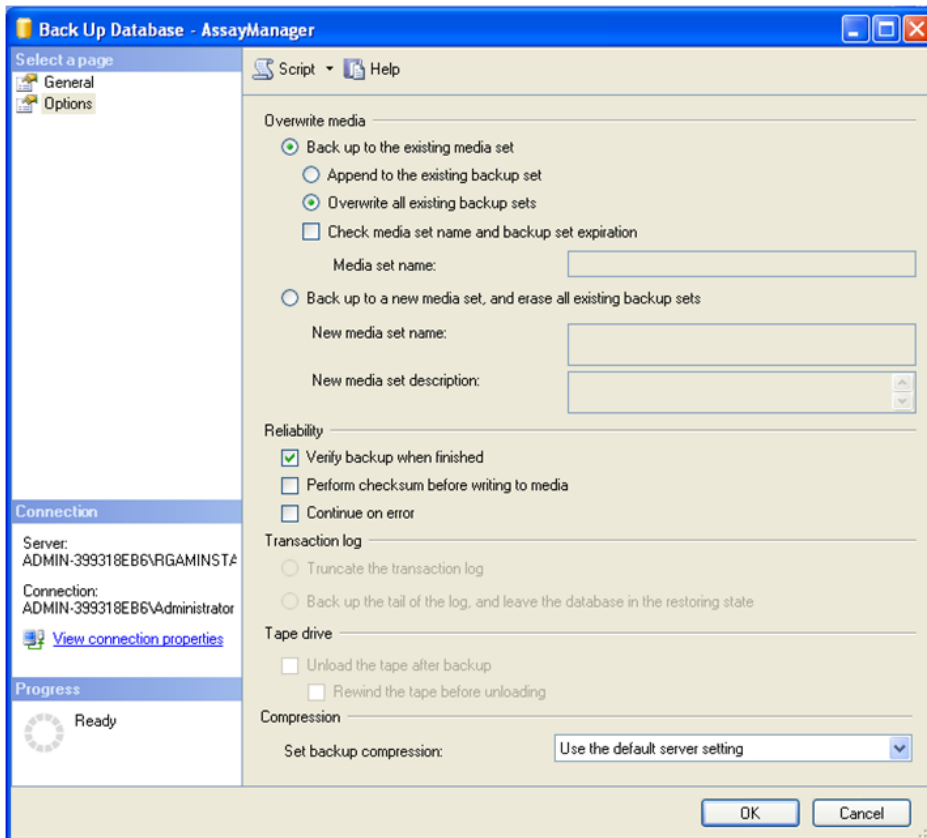 Back Up Database - AssayManager
Select a page
General
Options
Script
Help
Overwrite media
Back up to the existing media set
Append to the existing backup set
Overwrite all existing backup sets
Check media set name and backup set expiration
Media set name:
Back up to a new media set, and erase all existing backup sets
New media set name:
New media set description:
Reliability
Verify backup when finished
Perform checksum before writing to media
Continue on error
Transaction log
Truncate the transaction log
Back up the tail of the log, and leave the database in the restoring state
Tape drive
Unload the tape after backup
Rewind the tape before unloading
Compression
Set backup compression:
Use the default server setting
Connection
Server:
ADMIN-399318EB6\RGAMINSTA
Connection:
ADMIN-399318EB6\Administrator
View connection properties
Progress
Ready
OK
Cancel